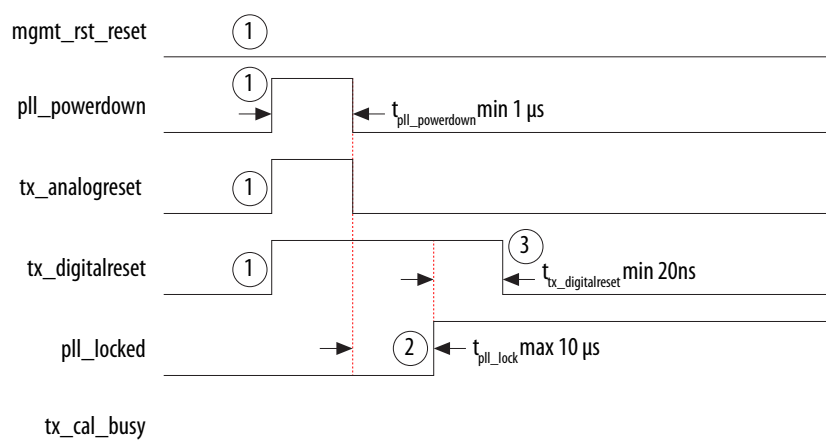 mgmt_rst_reset 1
pll_powerdown 1
t_pll_powerdown min 1 µs
tx_analogreset 1
tx_digitalreset 1
3
t_tx_digitalreset min 20ns
pll_locked 2 t_pll_lock max 10 µs
tx_cal_busy